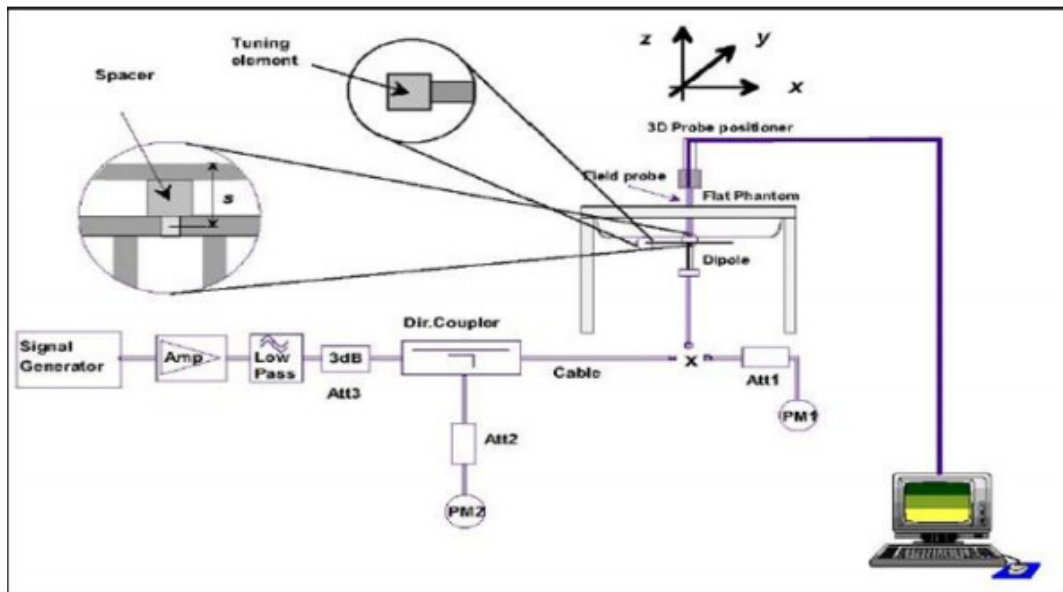 Tuning
element
Spacer
s
z
y
x
3D Probe positioner
Field probe
Flat Phantom
Dipole
Signal
Generator
Amp
Low
Pass
3dB
Att3
Dir.Coupler
Cable
x
Att1
PM1
Att2
PM2